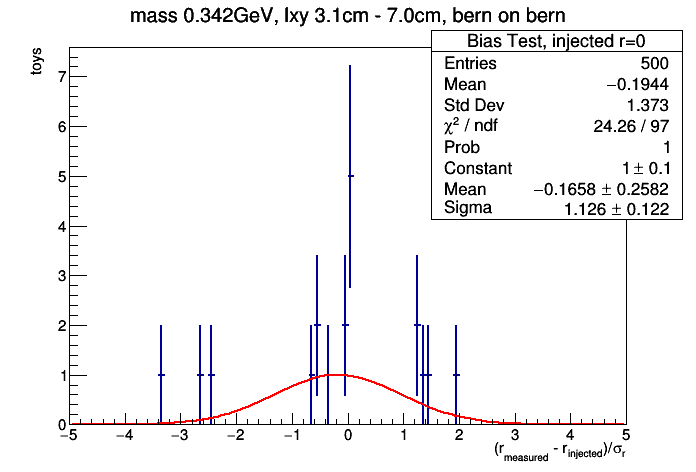 mass 0.342GeV, lxy 3.1cm - 7.0cm, bern on bern
toys
Bias Test, injected r=0
Entries 500
Mean −0.1944
Std Dev 1.373
χ² / ndf 24.26 / 97
Prob 1
Constant 1 ± 0.1
Mean −0.1658 ± 0.2582
Sigma 1.126 ± 0.122
7
6
5
4
3
2
1
0
−5 −4 −3 −2 −1 0 1 2 3 4 5
(r_measured - r_injected)/σ_r